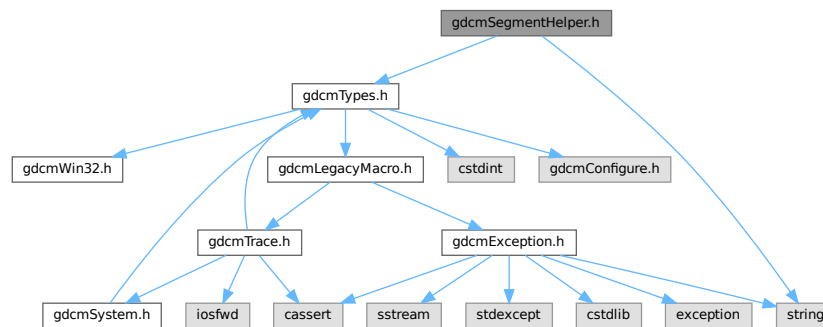 gdcmSegmentHelper.h
gdcmTypes.h
gdcmWin32.h
gdcmLegacyMacro.h
cstdint
gdcmConfigure.h
gdcmTrace.h
gdcmException.h
gdcmSystem.h
iosfwd
cassert
sstream
stdexcept
cstdlib
exception
string